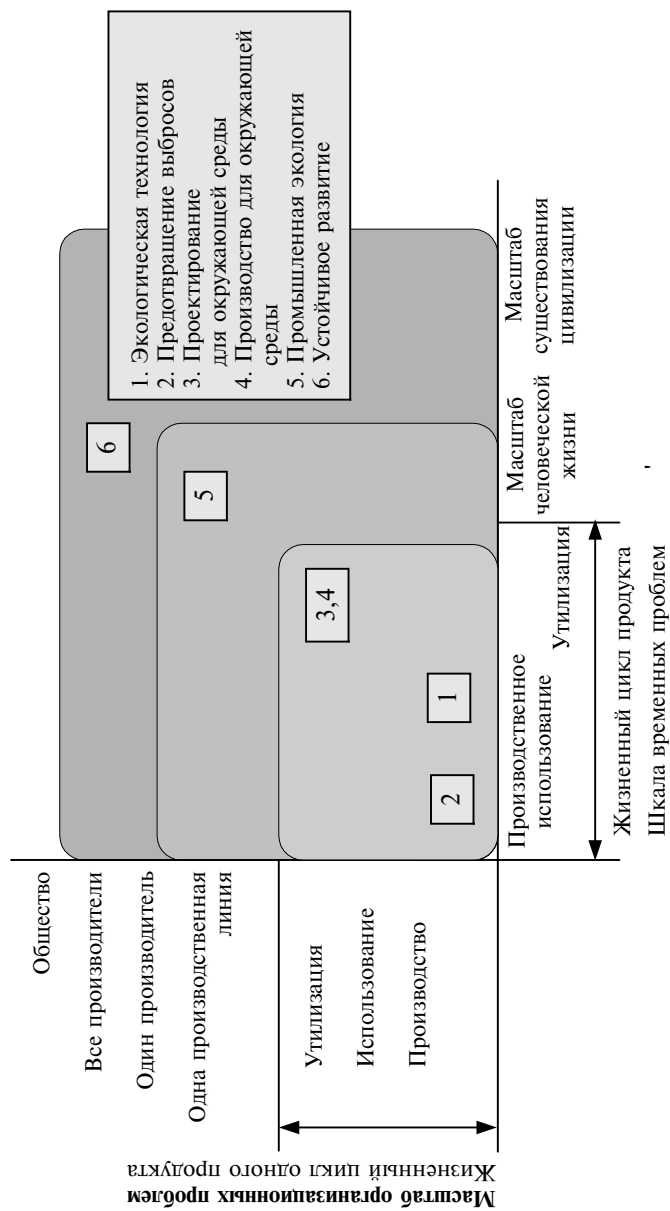 Масштаб организационных проблем
Жизненный цикл одного продукта
Общество
Все производители
Один производитель
Одна производственная
линия
Утилизация
Использование
Производство
6
5
3,4
1
2
1. Экологическая технология
2. Предотвращение выбросов
3. Проектирование
для окружающей среды
4. Производство для окружающей
среды
5. Промышленная экология
6. Устойчивое развитие
Производственное
использование
Утилизация
Масштаб
человеческой
жизни
Масштаб
существования
цивилизации
Жизненный цикл продукта
Шкала временных проблем